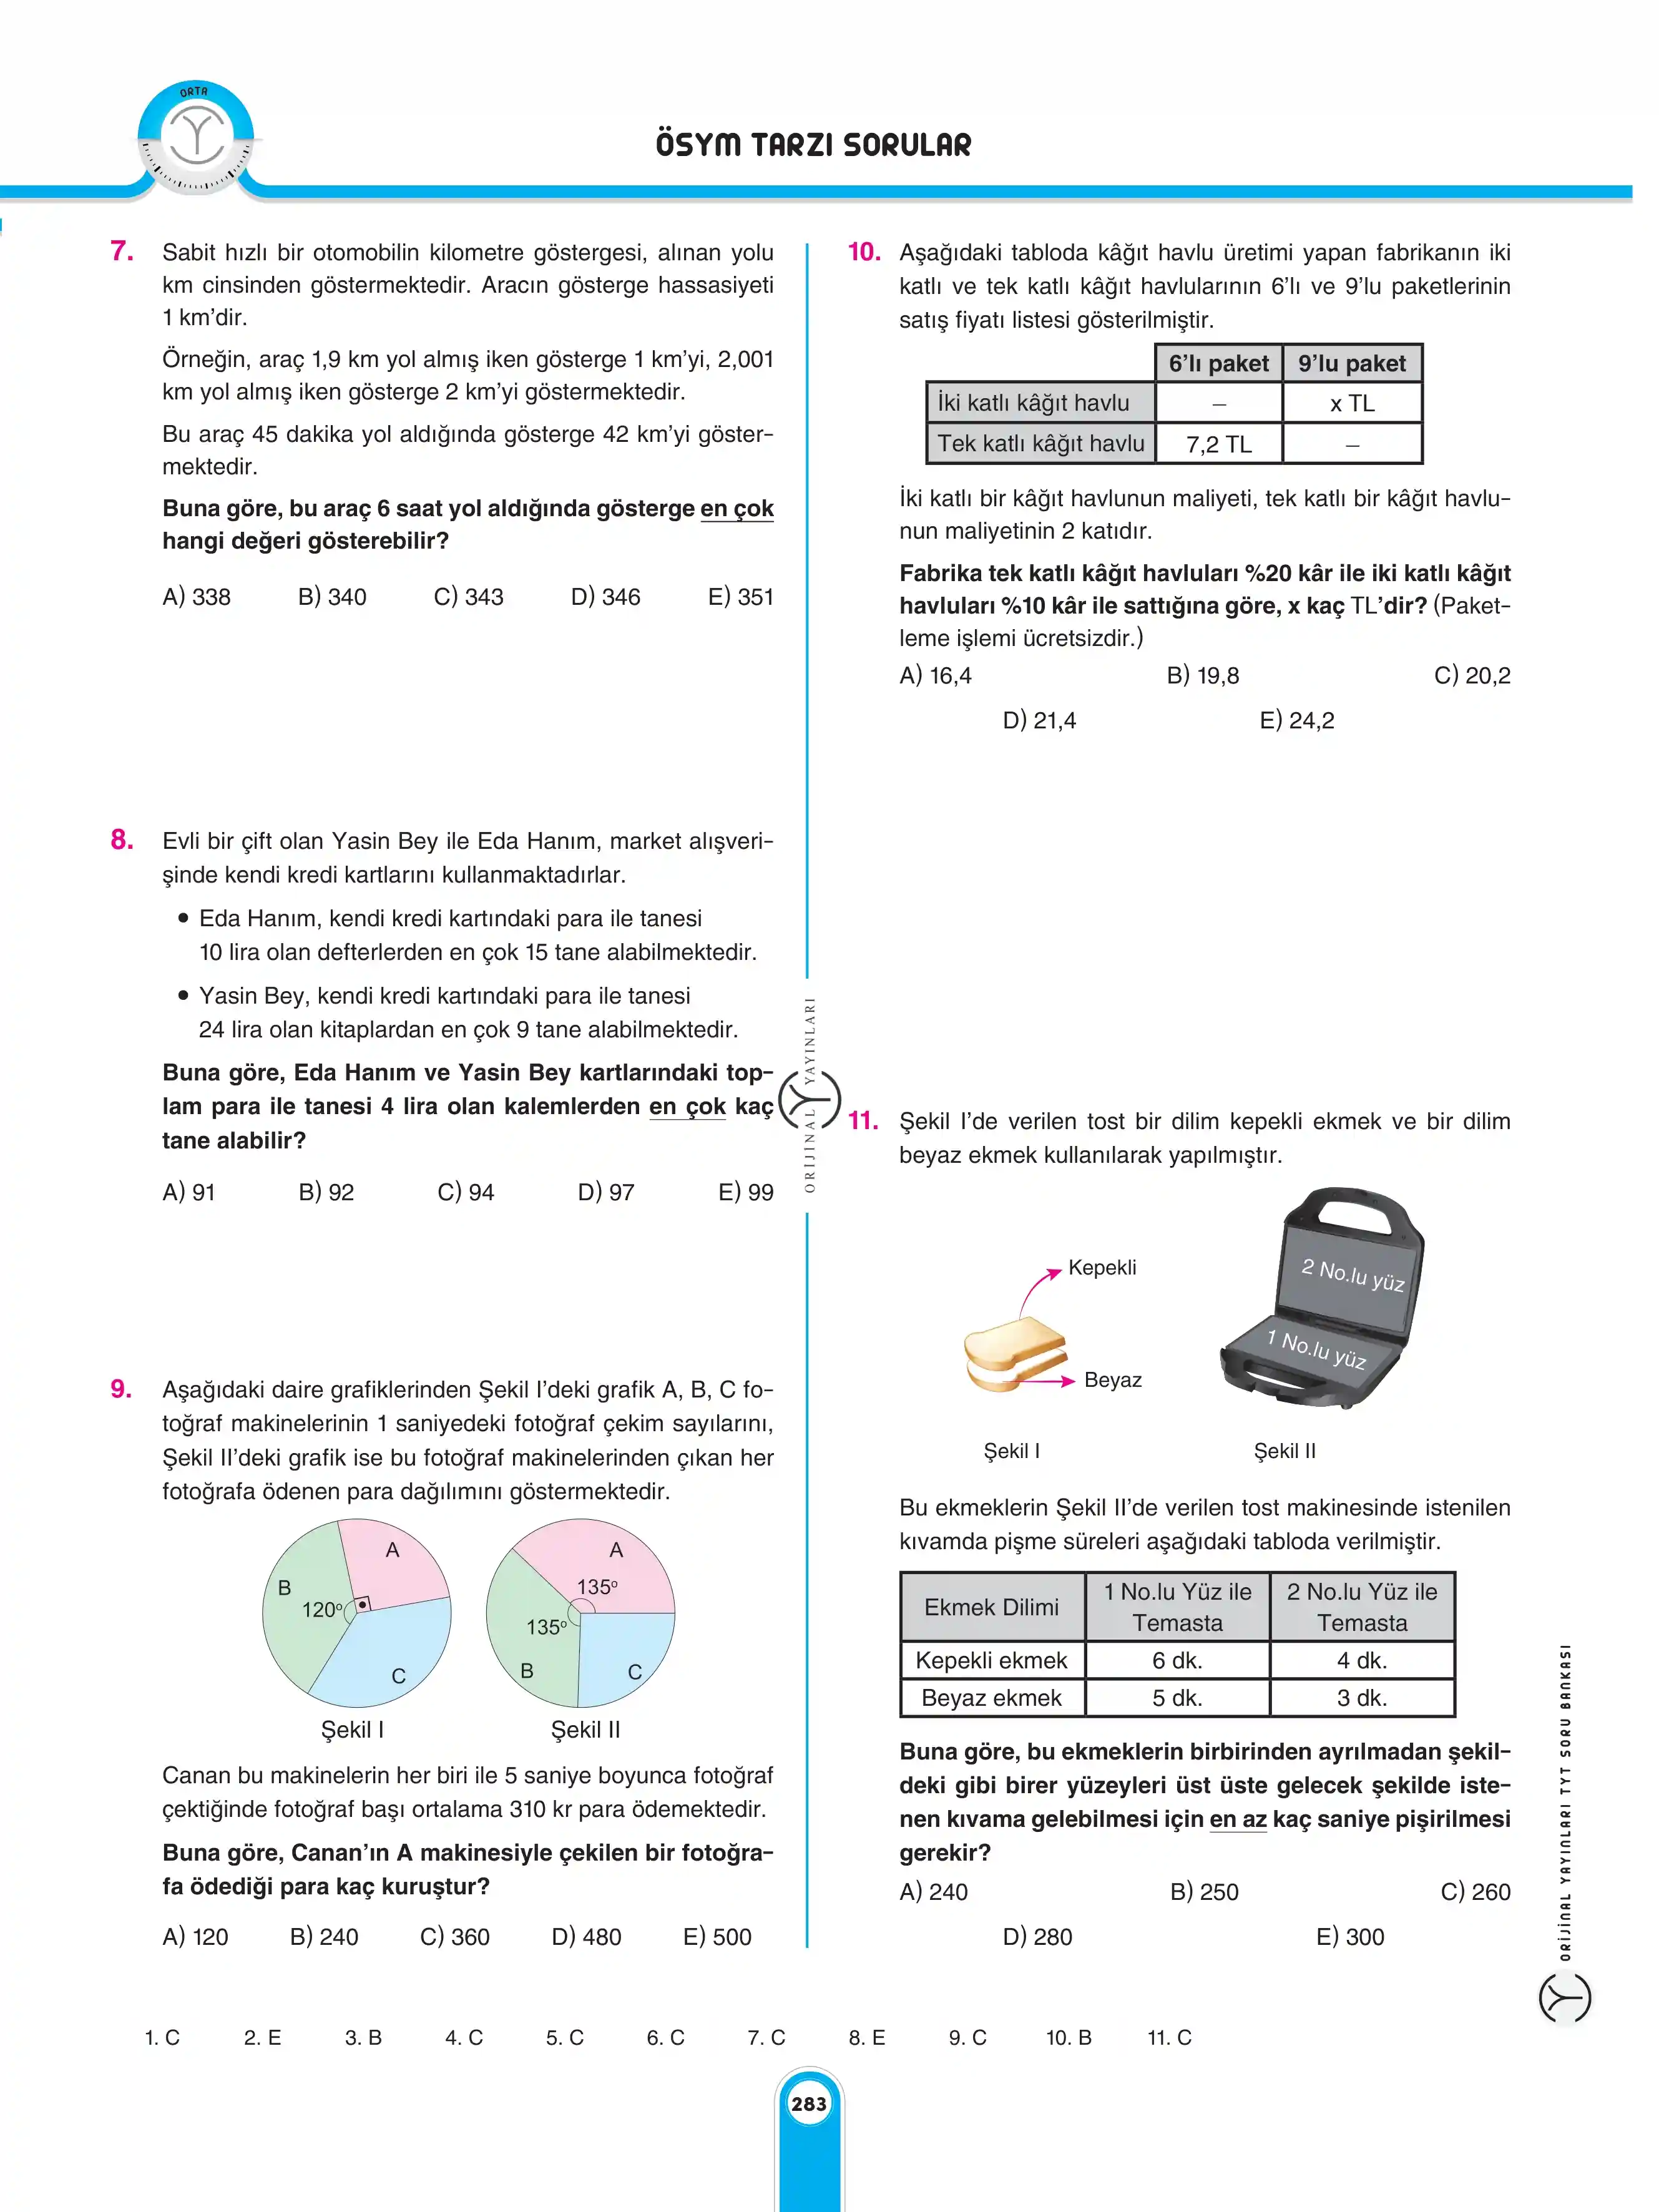 ORTA
ÖSYM TARZI SORULAR
7. Sabit hızlı bir otomobilin kilometre göstergesi, alınan yolu
km cinsinden göstermektedir. Aracın gösterge hassasiyeti
1 km'dir.
Örneğin, araç 1,9 km yol almış iken gösterge 1 km'yi, 2,001
km yol almış iken gösterge 2 km'yi göstermektedir.
Bu araç 45 dakika yol aldığında gösterge 42 km'yi göster-
mektedir.
Buna göre, bu araç 6 saat yol aldığında gösterge en çok
hangi değeri gösterebilir?
A) 338 B) 340 C) 343 D) 346 E) 351
8. Evli bir çift olan Yasin Bey ile Eda Hanım, market alışveri-
şinde kendi kredi kartlarını kullanmaktadırlar.
• Eda Hanım, kendi kredi kartındaki para ile tanesi
10 lira olan defterlerden en çok 15 tane alabilmektedir.
• Yasin Bey, kendi kredi kartındaki para ile tanesi
24 lira olan kitaplardan en çok 9 tane alabilmektedir.
Buna göre, Eda Hanım ve Yasin Bey kartlarındaki top-
lam para ile tanesi 4 lira olan kalemlerden en çok kaç
tane alabilir?
A) 91 B) 92 C) 94 D) 97 E) 99
9. Aşağıdaki daire grafiklerinden Şekil I'deki grafik A, B, C fo-
toğraf makinelerinin 1 saniyedeki fotoğraf çekim sayılarını,
Şekil II'deki grafik ise bu fotoğraf makinelerinden çıkan her
fotoğrafa ödenen para dağılımını göstermektedir.
A
B
120°
C
Şekil I
A
135°
135°
B
C
Şekil II
Canan bu makinelerin her biri ile 5 saniye boyunca fotoğraf
çektiğinde fotoğraf başı ortalama 310 kr para ödemektedir.
Buna göre, Canan'ın A makinesiyle çekilen bir fotoğra-
fa ödediği para kaç kuruştur?
A) 120 B) 240 C) 360 D) 480 E) 500
ORİJİNAL YAYINLARI
10. Aşağıdaki tabloda kâğıt havlu üretimi yapan fabrikanın iki
katlı ve tek katlı kâğıt havlularının 6'lı ve 9'lu paketlerinin
satış fiyatı listesi gösterilmiştir.
6'lı paket 9'lu paket
İki katlı kâğıt havlu – x TL
Tek katlı kâğıt havlu 7,2 TL –
İki katlı bir kâğıt havlunun maliyeti, tek katlı bir kâğıt havlu-
nun maliyetinin 2 katıdır.
Fabrika tek katlı kâğıt havluları %20 kâr ile iki katlı kâğıt
havluları %10 kâr ile sattığına göre, x kaç TL'dir? (Paket-
leme işlemi ücretsizdir.)
A) 16,4 B) 19,8 C) 20,2
D) 21,4 E) 24,2
11. Şekil I'de verilen tost bir dilim kepekli ekmek ve bir dilim
beyaz ekmek kullanılarak yapılmıştır.
Kepekli
Beyaz
Şekil I
2 No.lu yüz
1 No.lu yüz
Şekil II
Bu ekmeklerin Şekil II'de verilen tost makinesinde istenilen
kıvamda pişme süreleri aşağıdaki tabloda verilmiştir.
Ekmek Dilimi 1 No.lu Yüz ile Temasta 2 No.lu Yüz ile Temasta
Kepekli ekmek 6 dk. 4 dk.
Beyaz ekmek 5 dk. 3 dk.
Buna göre, bu ekmeklerin birbirinden ayrılmadan şekil-
deki gibi birer yüzeyleri üst üste gelecek şekilde iste-
nen kıvama gelebilmesi için en az kaç saniye pişirilmesi
gerekir?
A) 240 B) 250 C) 260
D) 280 E) 300
ORİJİNAL YAYINLARI TYT SORU BANKASI
1. C 2. E 3. B 4. C 5. C 6. C 7. C 8. E 9. C 10. B 11. C
283